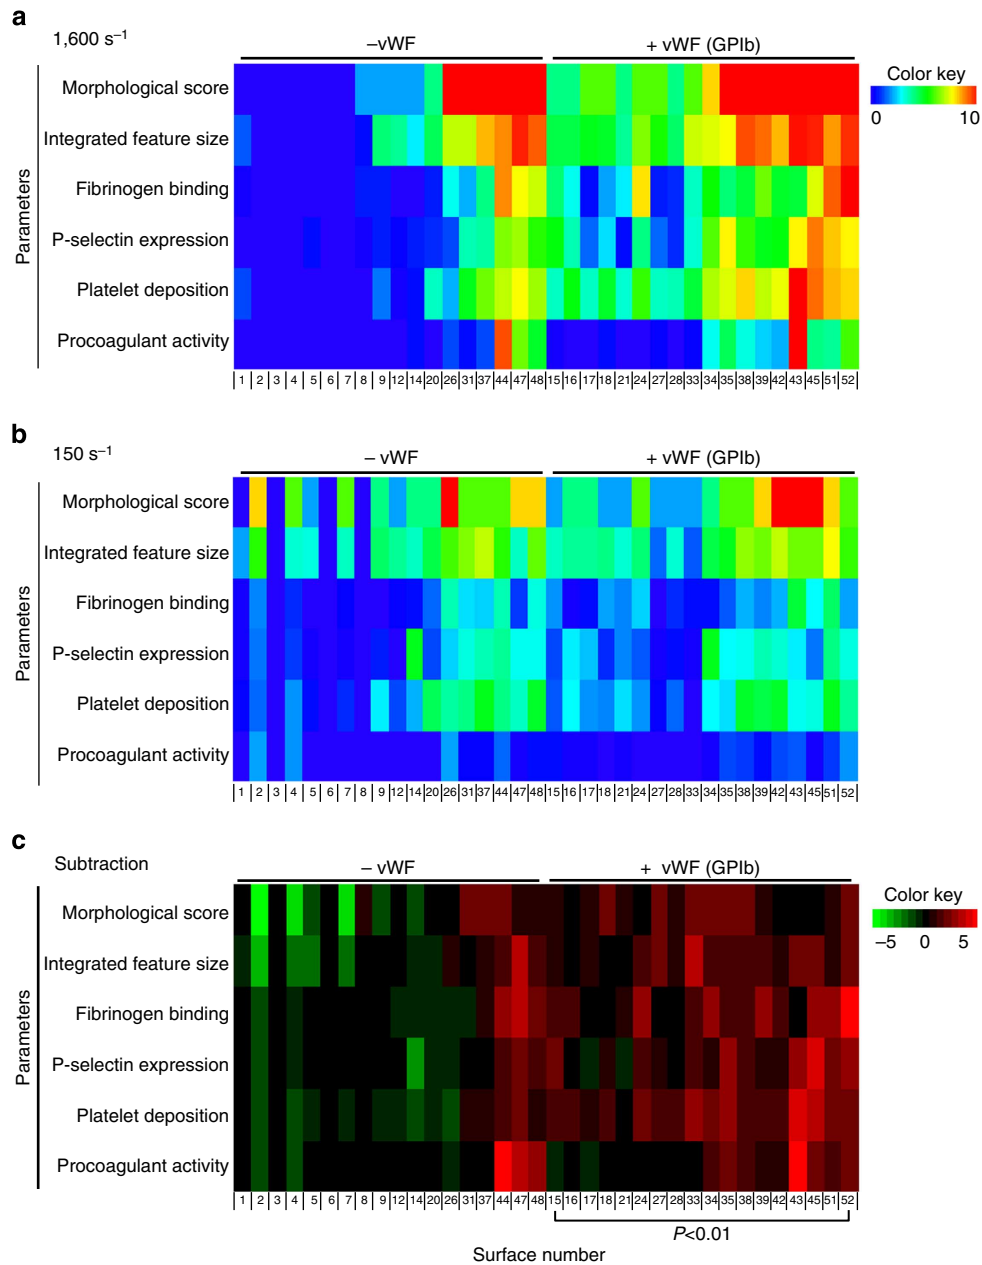 a
1,600 s⁻¹
–vWF
+ vWF (GPIb)
Color key
0 10
Parameters
Morphological score
Integrated feature size
Fibrinogen binding
P-selectin expression
Platelet deposition
Procoagulant activity
1 2 3 4 5 6 7 8 9 12 14 20 26 31 37 44 47 48 15 16 17 18 21 24 27 28 33 34 35 38 39 42 43 45 51 52
b
150 s⁻¹
– vWF
+ vWF (GPIb)
Parameters
Morphological score
Integrated feature size
Fibrinogen binding
P-selectin expression
Platelet deposition
Procoagulant activity
1 2 3 4 5 6 7 8 9 12 14 20 26 31 37 44 47 48 15 16 17 18 21 24 27 28 33 34 35 38 39 42 43 45 51 52
c
Subtraction
– vWF
+ vWF (GPIb)
Color key
–5 0 5
Parameters
Morphological score
Integrated feature size
Fibrinogen binding
P-selectin expression
Platelet deposition
Procoagulant activity
1 2 3 4 5 6 7 8 9 12 14 20 26 31 37 44 47 48 15 16 17 18 21 24 27 28 33 34 35 38 39 42 43 45 51 52
P<0.01
Surface number